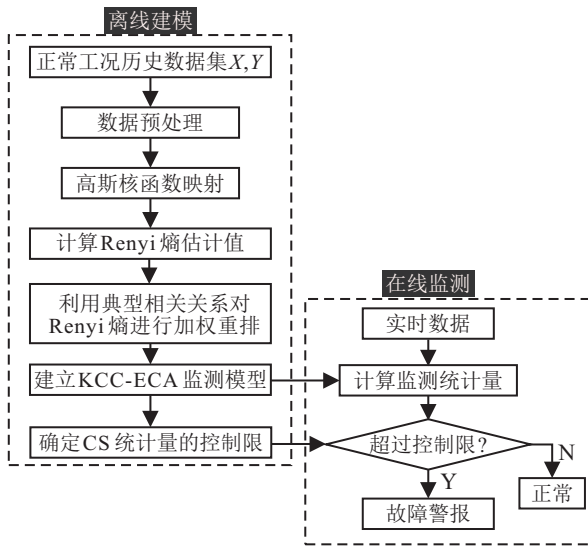 离线建模
正常工况历史数据集X,Y
数据预处理
高斯核函数映射
计算Renyi熵估计值
利用典型相关关系对
Renyi熵进行加权重排
建立KCC-ECA监测模型
确定CS统计量的控制限
在线监测
实时数据
计算监测统计量
超过控制限?
N
Y
正常
故障警报